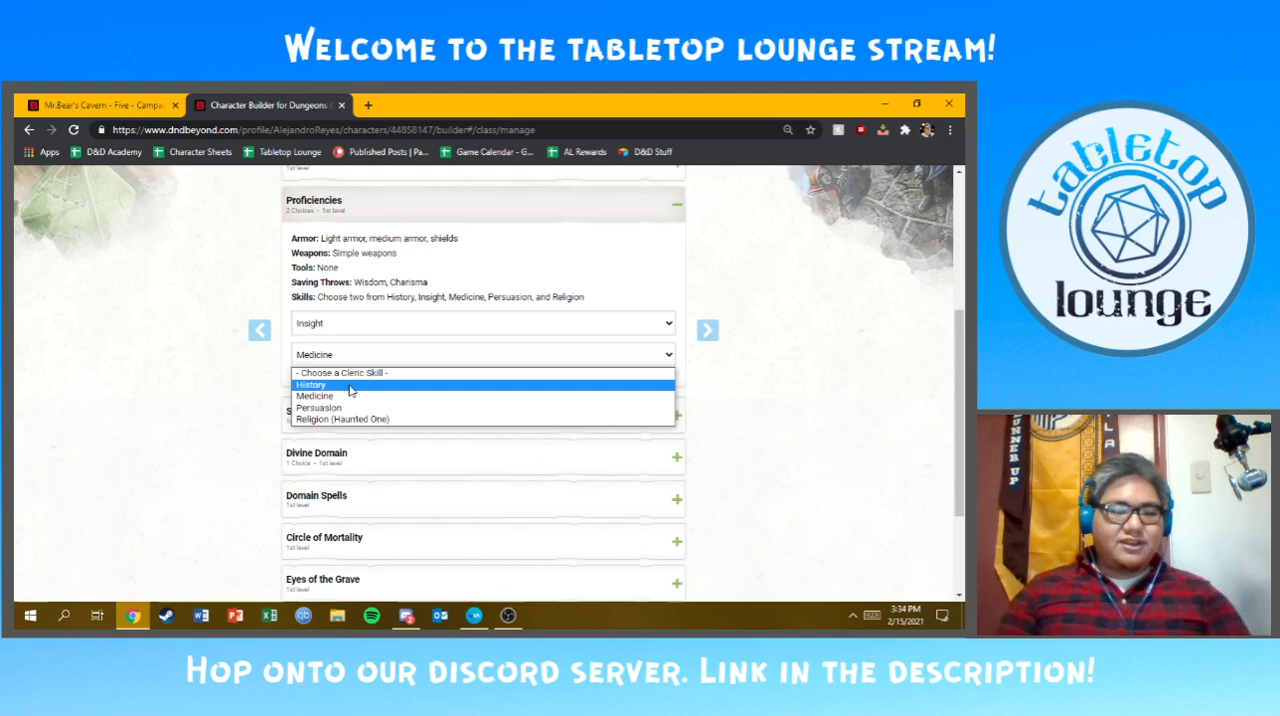 WELCOME TO THE TABLETOP LOUNGE STREAM!
Mr.Bear's Cavern - Five - Campa
Character Builder for Dungeons &
https://www.dndbeyond.com/profile/AlejandroReyes/characters/44858147/builder#/class/manage
Apps D&D Academy Character Sheets Tabletop Lounge Published Posts | Pa... Game Calendar - G... AL Rewards D&D Stuff
1st level
Proficiencies
2 Choices • 1st level
Armor: Light armor, medium armor, shields
Weapons: Simple weapons
Tools: None
Saving Throws: Wisdom, Charisma
Skills: Choose two from History, Insight, Medicine, Persuasion, and Religion
Insight
Medicine
- Choose a Cleric Skill -
History
Medicine
Persuasion
Religion (Haunted One)
Divine Domain
1 Choice • 1st level
Domain Spells
1st level
Circle of Mortality
1st level
Eyes of the Grave
1st level
3:34 PM
2/15/2021
tabletop
lounge
UNNER UP
LA
HOP ONTO OUR DISCORD SERVER. LINK IN THE DESCRIPTION!